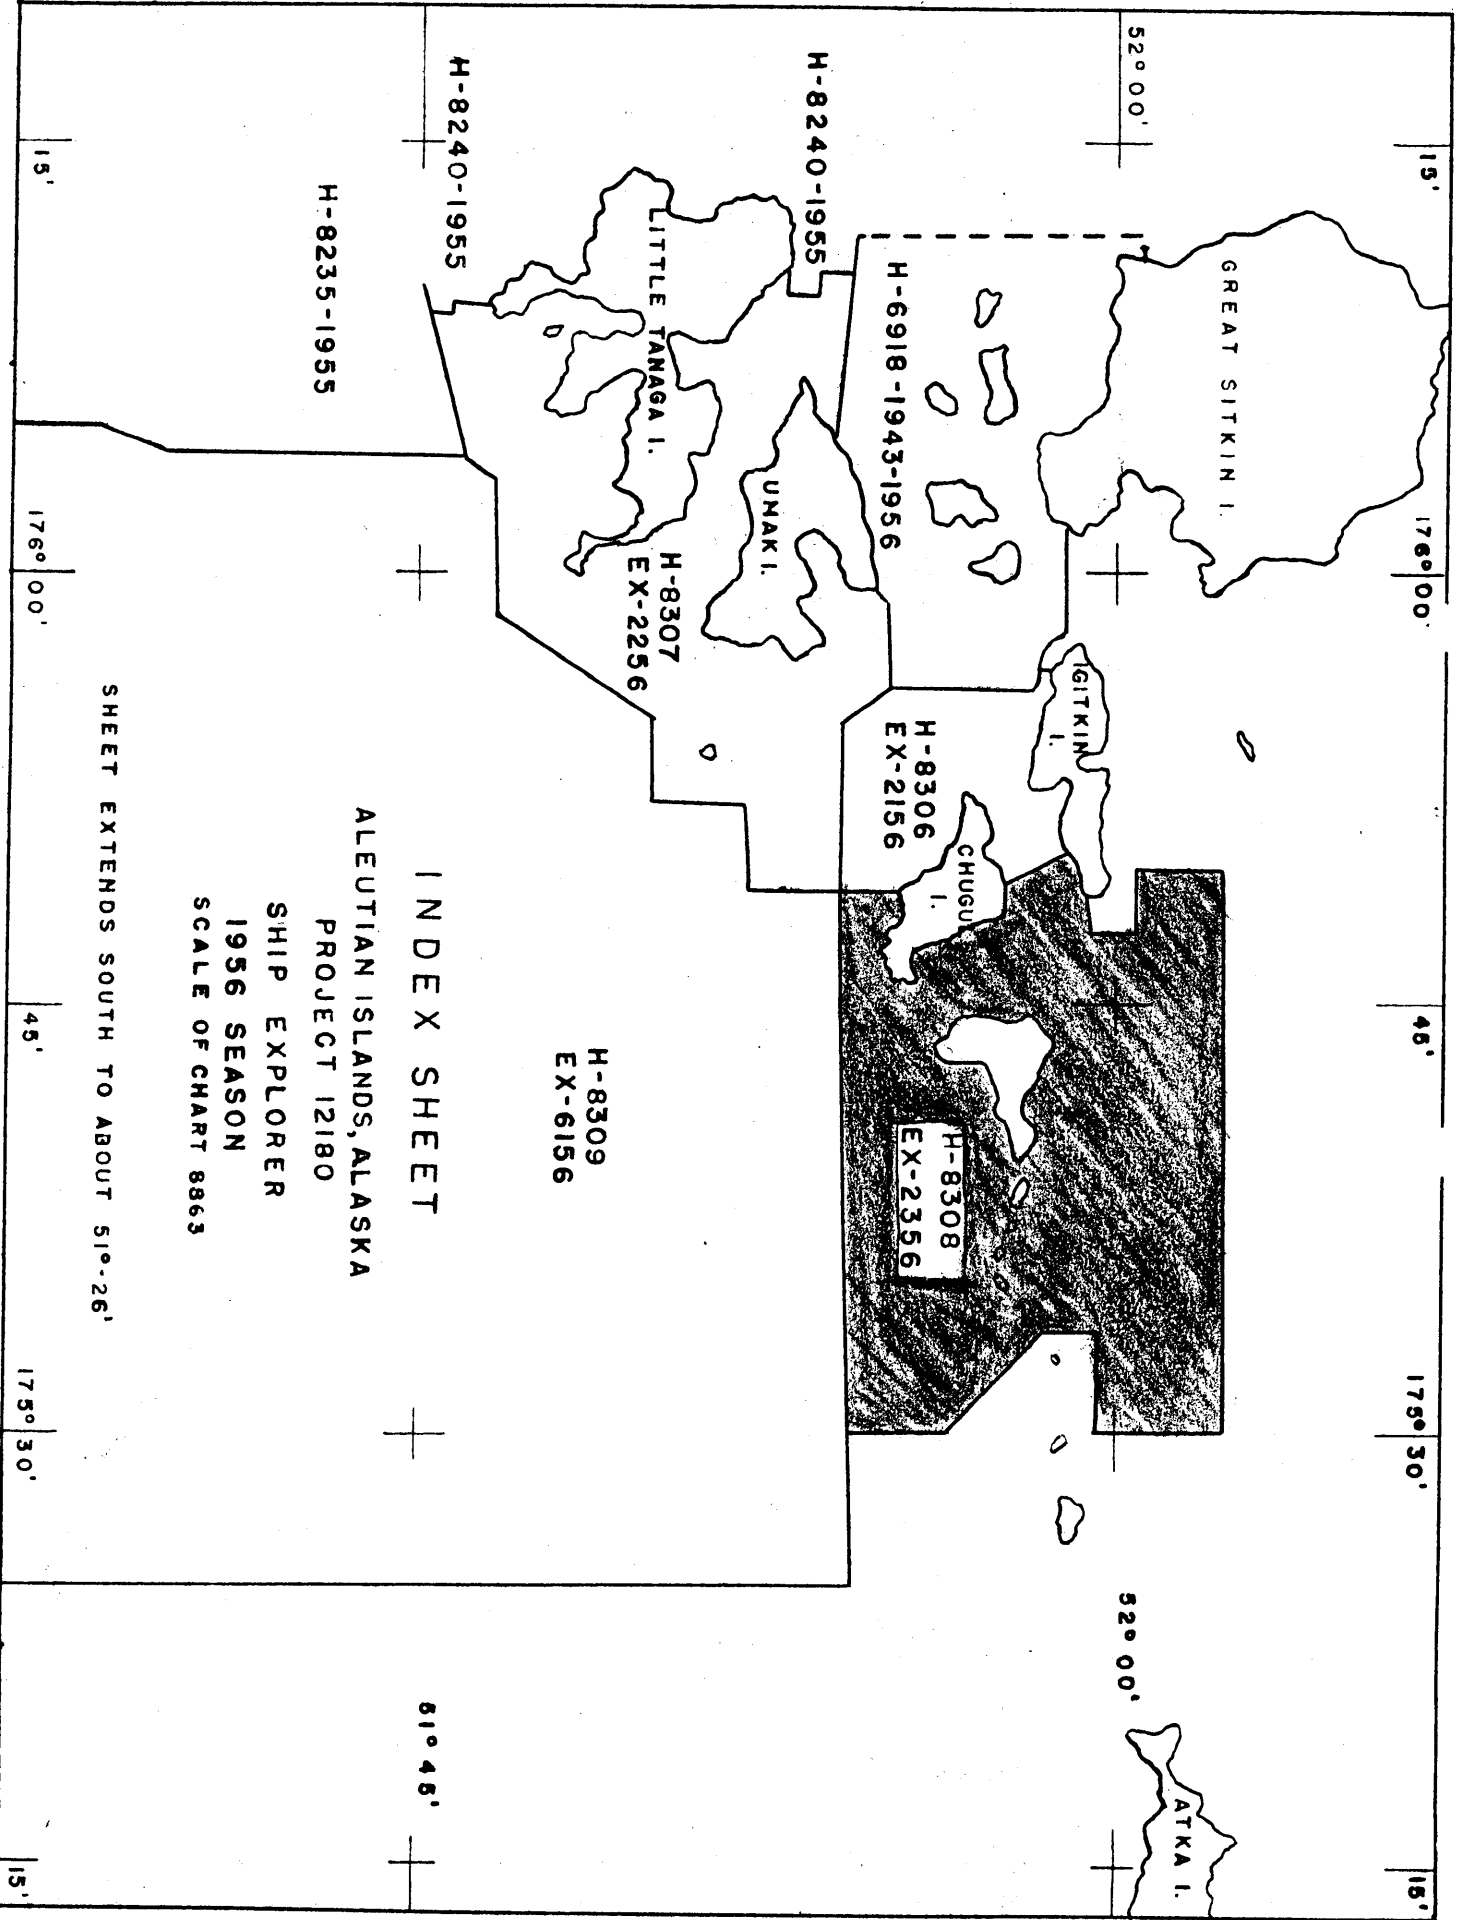 15'
176° 00'
45'
175° 30'
15'
52° 00'
52° 00'
GREAT SITKIN I.
ATKA I.
IGITKIN
I.
H-6918-1943-1956
H-8306
EX-2156
CHUGU
I.
H-8308
EX-2356
H-8240-1955
UMAK I.
LITTLE TANAGA I.
H-8307
EX-2256
H-8309
EX-6156
H-8240-1955
51° 45'
H-8235-1955
INDEX SHEET
ALEUTIAN ISLANDS, ALASKA
PROJECT 12180
SHIP EXPLORER
1956 SEASON
SCALE OF CHART 8863
SHEET EXTENDS SOUTH TO ABOUT 51°-26'
15'
176° 00'
45'
175° 30'
15'